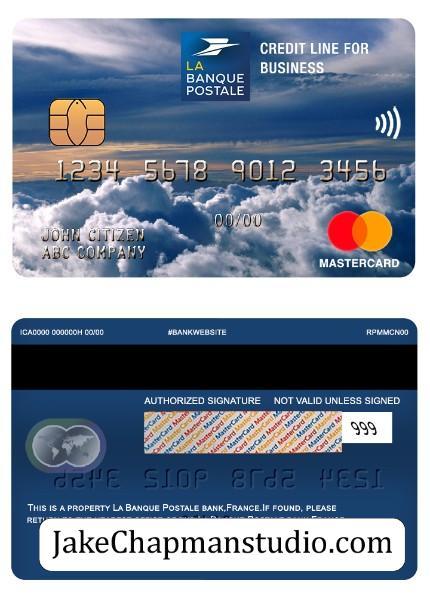 CREDIT LINE FOR
BUSINESS
LA
BANQUE
POSTALE
1234 5678 9012 3456
00/00
JOHN CITIZEN
ABC COMPANY
MASTERCARD
ICA0000 000000H 00/00 #BANKWEBSITE RPMMCN00
AUTHORIZED SIGNATURE NOT VALID UNLESS SIGNED
999
THIS IS A PROPERTY LA BANQUE POSTALE BANK,FRANCE.IF FOUND, PLEASE
JakeChapmanstudio.com